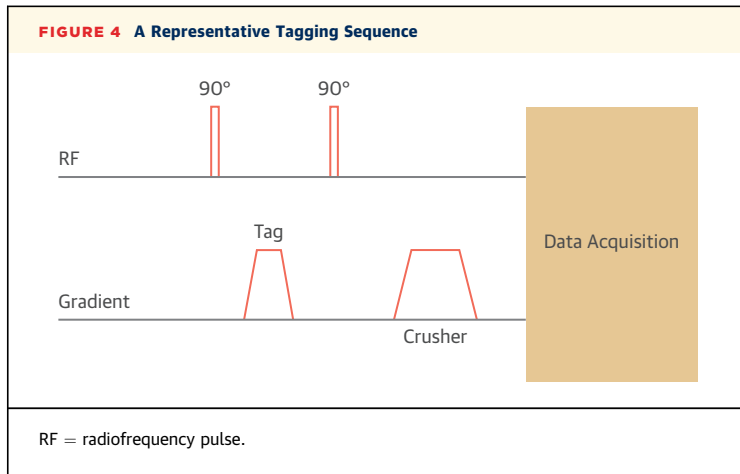 FIGURE 4 A Representative Tagging Sequence
90° 90°
RF
Tag
Data Acquisition
Gradient
Crusher
RF = radiofrequency pulse.